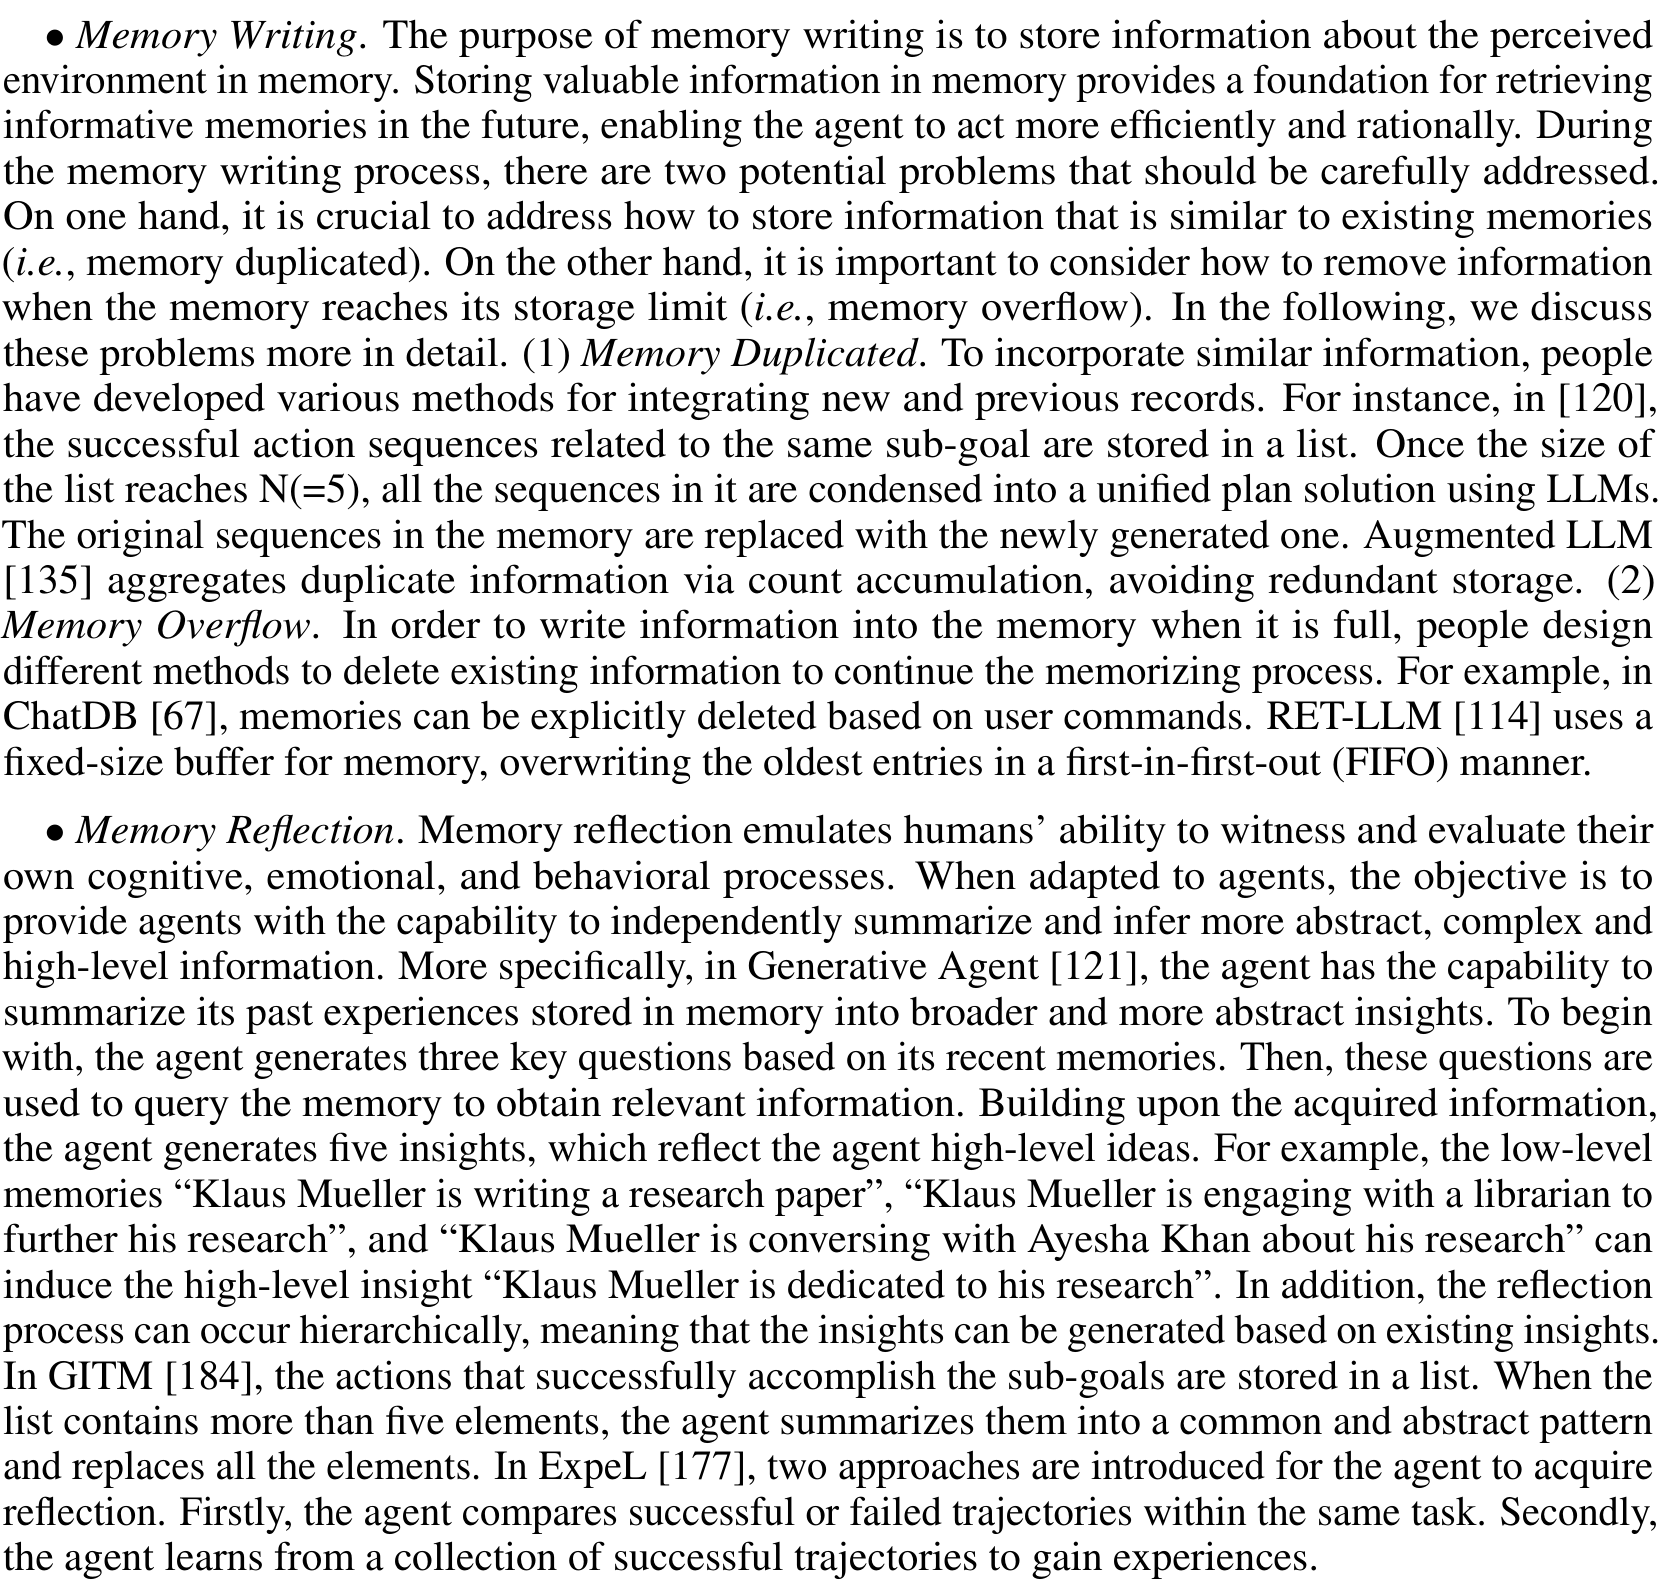 • Memory Writing. The purpose of memory writing is to store information about the perceived
environment in memory. Storing valuable information in memory provides a foundation for retrieving
informative memories in the future, enabling the agent to act more efficiently and rationally. During
the memory writing process, there are two potential problems that should be carefully addressed.
On one hand, it is crucial to address how to store information that is similar to existing memories
(i.e., memory duplicated). On the other hand, it is important to consider how to remove information
when the memory reaches its storage limit (i.e., memory overflow). In the following, we discuss
these problems more in detail. (1) Memory Duplicated. To incorporate similar information, people
have developed various methods for integrating new and previous records. For instance, in [120],
the successful action sequences related to the same sub-goal are stored in a list. Once the size of
the list reaches N(=5), all the sequences in it are condensed into a unified plan solution using LLMs.
The original sequences in the memory are replaced with the newly generated one. Augmented LLM
[135] aggregates duplicate information via count accumulation, avoiding redundant storage. (2)
Memory Overflow. In order to write information into the memory when it is full, people design
different methods to delete existing information to continue the memorizing process. For example, in
ChatDB [67], memories can be explicitly deleted based on user commands. RET-LLM [114] uses a
fixed-size buffer for memory, overwriting the oldest entries in a first-in-first-out (FIFO) manner.
• Memory Reflection. Memory reflection emulates humans’ ability to witness and evaluate their
own cognitive, emotional, and behavioral processes. When adapted to agents, the objective is to
provide agents with the capability to independently summarize and infer more abstract, complex and
high-level information. More specifically, in Generative Agent [121], the agent has the capability to
summarize its past experiences stored in memory into broader and more abstract insights. To begin
with, the agent generates three key questions based on its recent memories. Then, these questions are
used to query the memory to obtain relevant information. Building upon the acquired information,
the agent generates five insights, which reflect the agent high-level ideas. For example, the low-level
memories “Klaus Mueller is writing a research paper”, “Klaus Mueller is engaging with a librarian to
further his research”, and “Klaus Mueller is conversing with Ayesha Khan about his research” can
induce the high-level insight “Klaus Mueller is dedicated to his research”. In addition, the reflection
process can occur hierarchically, meaning that the insights can be generated based on existing insights.
In GITM [184], the actions that successfully accomplish the sub-goals are stored in a list. When the
list contains more than five elements, the agent summarizes them into a common and abstract pattern
and replaces all the elements. In ExpeL [177], two approaches are introduced for the agent to acquire
reflection. Firstly, the agent compares successful or failed trajectories within the same task. Secondly,
the agent learns from a collection of successful trajectories to gain experiences.